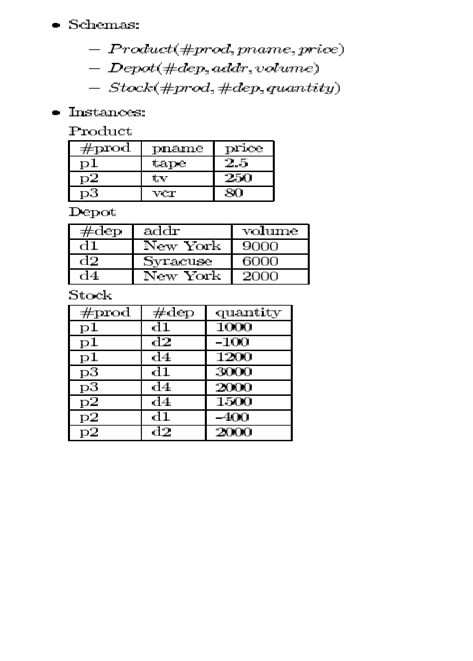 • Schemas:
– Product(#prod, pname, price)
– Depot(#dep, addr, volume)
– Stock(#prod, #dep, quantity)
• Instances:
Product
#prod pname price
p1 tape 2.5
p2 tv 250
p3 vcr 80
Depot
#dep addr volume
d1 New York 9000
d2 Syracuse 6000
d4 New York 2000
Stock
#prod #dep quantity
p1 d1 1000
p1 d2 -100
p1 d4 1200
p3 d1 3000
p3 d4 2000
p2 d4 1500
p2 d1 -400
p2 d2 2000